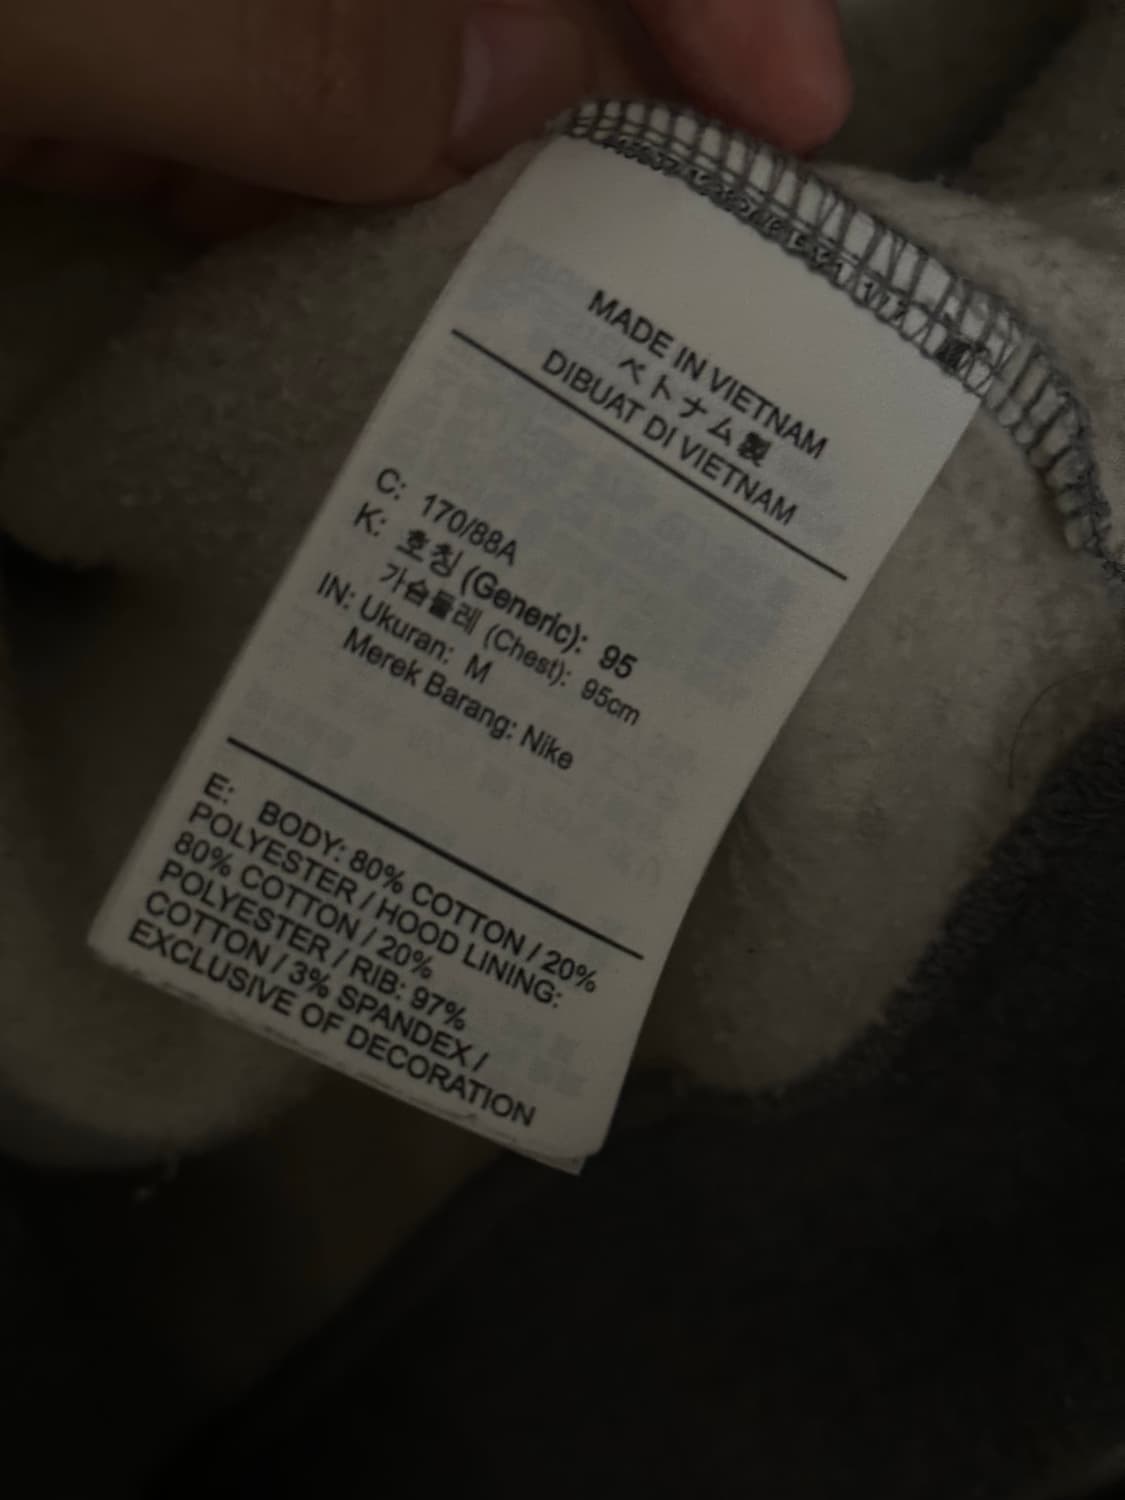 MADE IN VIETNAM
ベトナム製
DIBUAT DI VIETNAM
C: 170/88A
K: 호칭 (Generic): 95
가슴둘레 (Chest): 95cm
IN: Ukuran: M
Merek Barang: Nike
E: BODY: 80% COTTON / 20%
POLYESTER / HOOD LINING:
80% COTTON / 20%
POLYESTER / RIB: 97%
COTTON / 3% SPANDEX /
EXCLUSIVE OF DECORATION